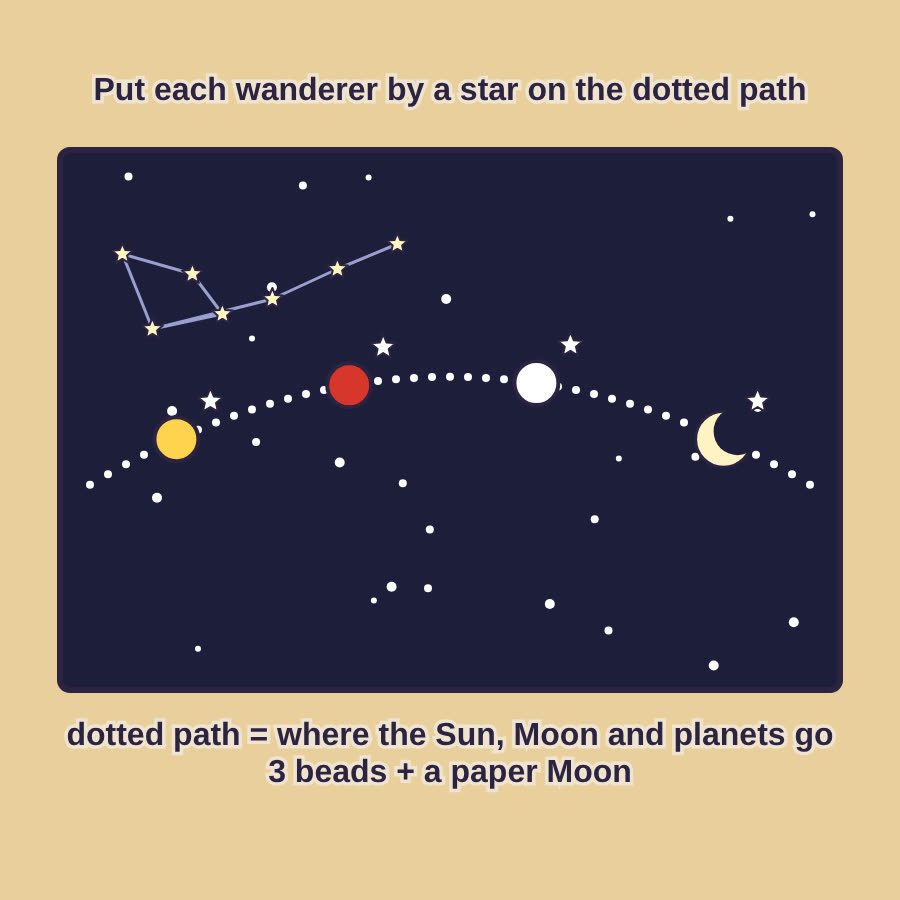 Put each wanderer by a star on the dotted path
dotted path = where the Sun, Moon and planets go
3 beads + a paper Moon